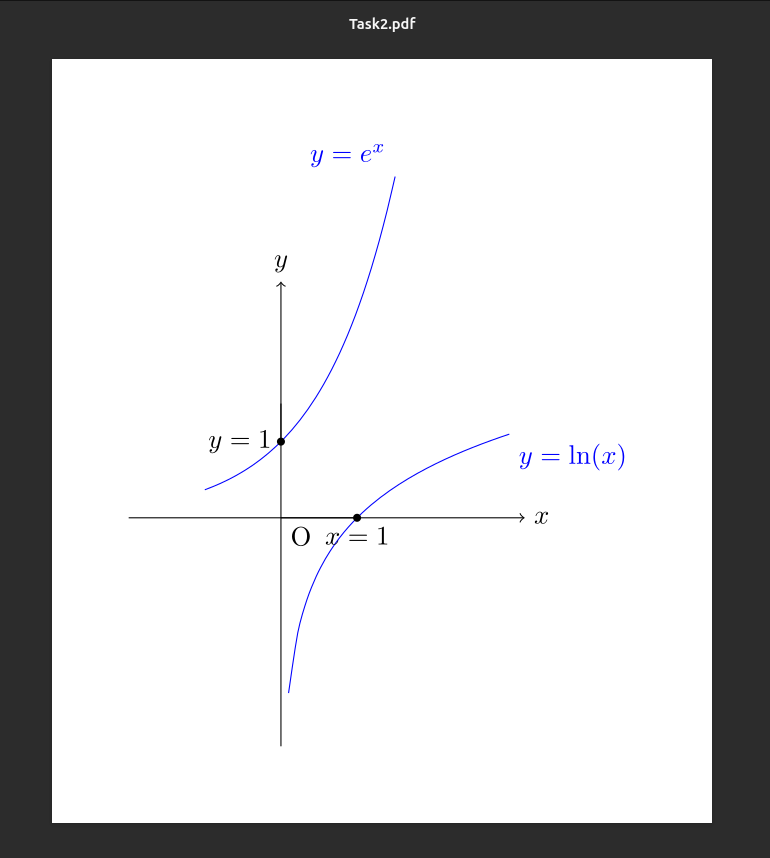 Task2.pdf
y = e^x
y
y = 1
y = ln(x)
x
O x = 1